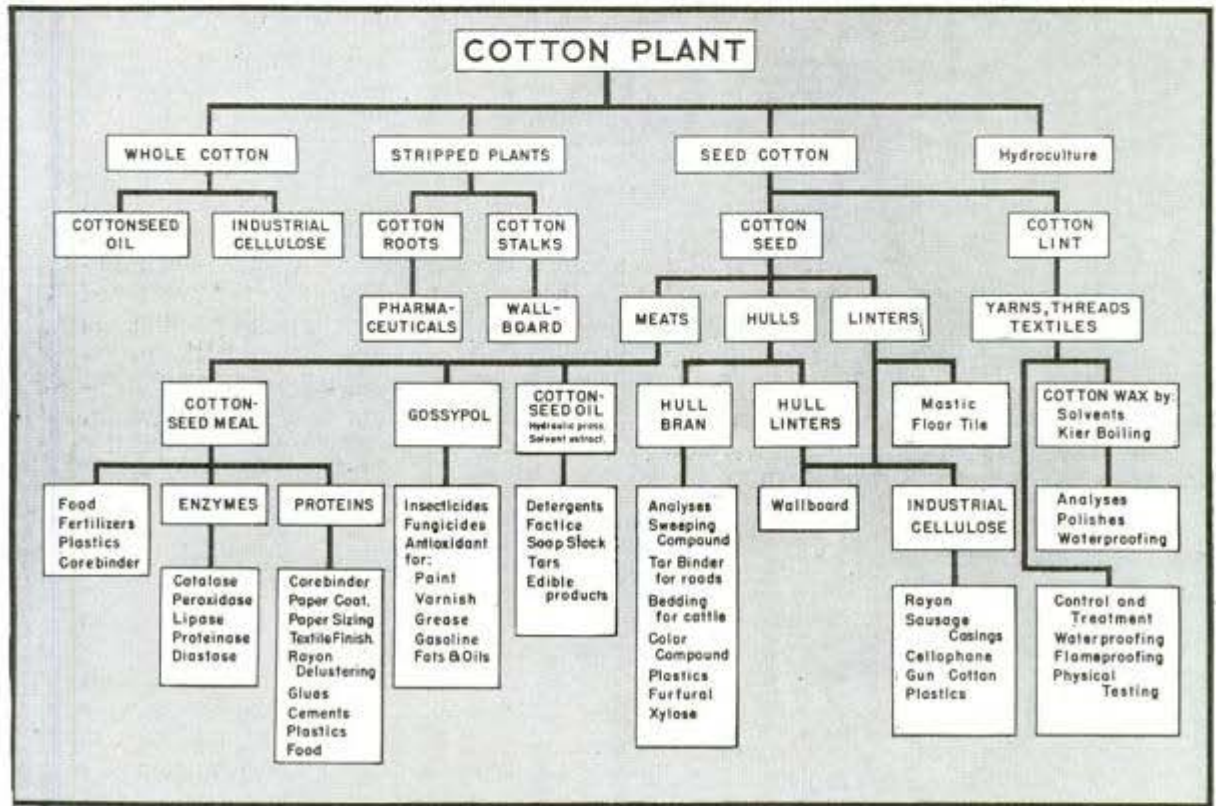 COTTON PLANT
WHOLE COTTON
STRIPPED PLANTS
SEED COTTON
Hydroculture
COTTONSEED
OIL
INDUSTRIAL
CELLULOSE
COTTON
ROOTS
COTTON
STALKS
COTTON
SEED
COTTON
LINT
PHARMA-
CEUTICALS
WALL-
BOARD
MEATS
HULLS
LINTERS
YARNS, THREADS
TEXTILES
COTTON-
SEED MEAL
GOSSYPOL
COTTON-
SEED OIL
Hydraulic proc.
Solvent extract.
HULL
BRAN
HULL
LINTERS
Mastic
Floor Tile
COTTON WAX by:
Solvents
Kier Boiling
Food
Fertilizers
Plastics
Corebinder
ENZYMES
PROTEINS
Insecticides
Fungicides
Antioxidant
for:
Paint
Varnish
Grease
Gasoline
Fats & Oils
Detergents
Factice
Soap Stock
Tars
Edible
products
Analyses
Sweeping
Compound
Tar Binder
for roads
Bedding
for cattle
Color
Compound
Plastics
Furfural
Xylose
Wallboard
INDUSTRIAL
CELLULOSE
Analyses
Polishes
Waterproofing
Catalase
Peroxidase
Lipase
Proteinase
Diastase
Corebinder
Paper Coat.
Paper Sizing
Textile Finish.
Rayon
Delustering
Glues
Cements
Plastics
Food
Rayon
Sausage
Casings
Cellophane
Gun Cotton
Plastics
Control and
Treatment
Waterproofing
Flameproofing
Physical
Testing